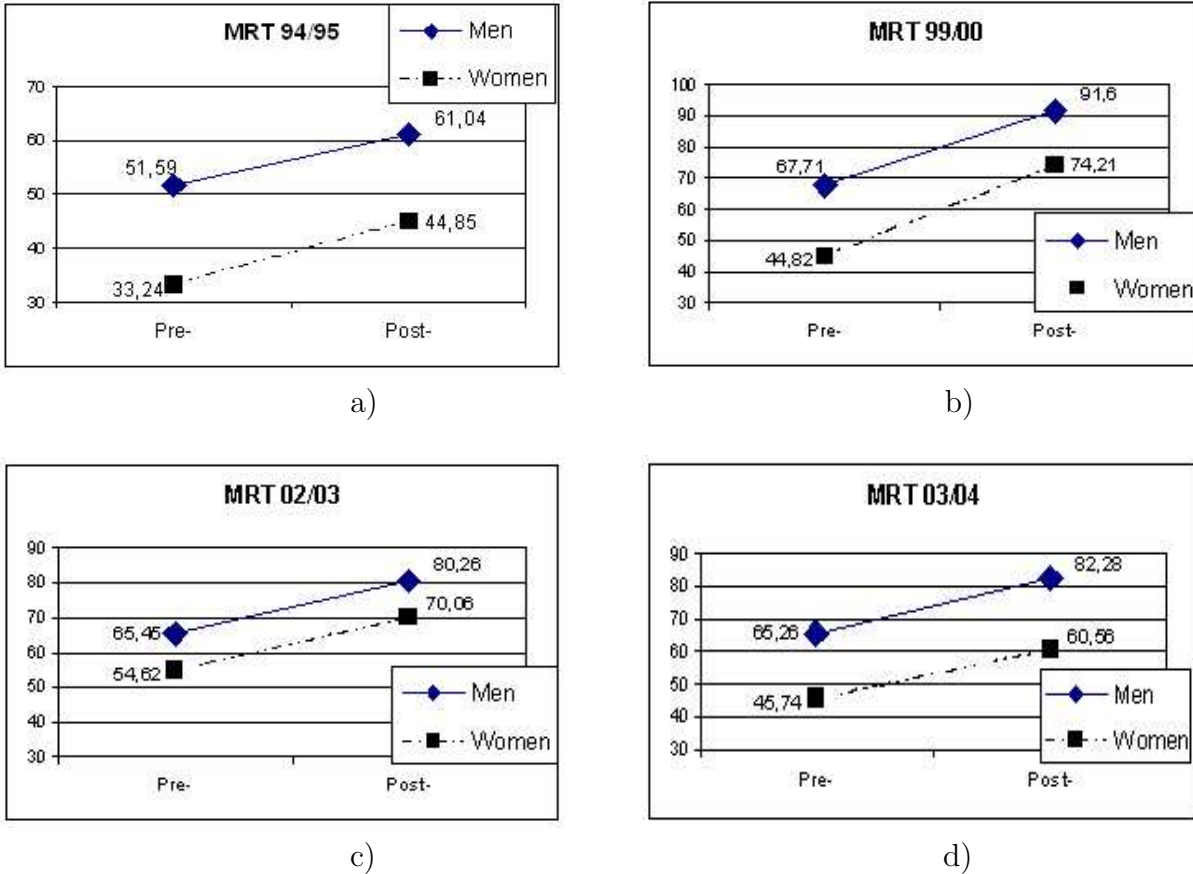 MRT 94/95
Men
Women
70
60
50
40
30
51,59
61,04
33,24
44,85
Pre-
Post-
a)
MRT 99/00
100
90
80
70
60
50
40
30
67,71
91,6
44,82
74,21
Men
Women
Pre-
Post-
b)
MRT 02/03
90
80
70
60
50
40
30
65,45
80,26
54,62
70,06
Men
Women
Pre-
Post-
c)
MRT 03/04
90
80
70
60
50
40
30
65,26
82,28
45,74
60,56
Men
Women
Pre-
Post-
d)